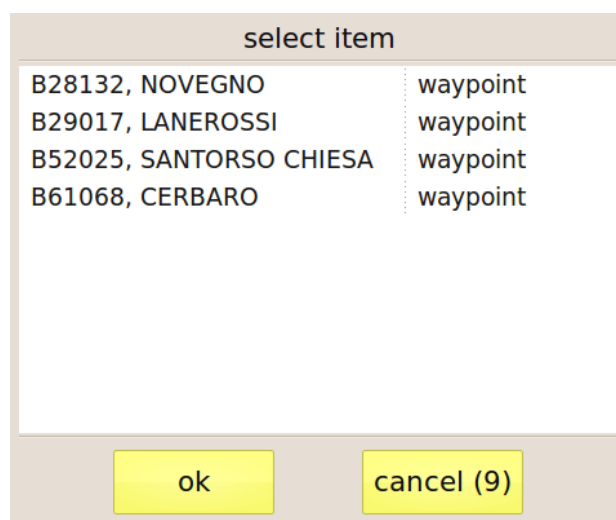 select item
B28132, NOVEGNO waypoint
B29017, LANEROSSI waypoint
B52025, SANTORSO CHIESA waypoint
B61068, CERBARO waypoint
ok cancel (9)